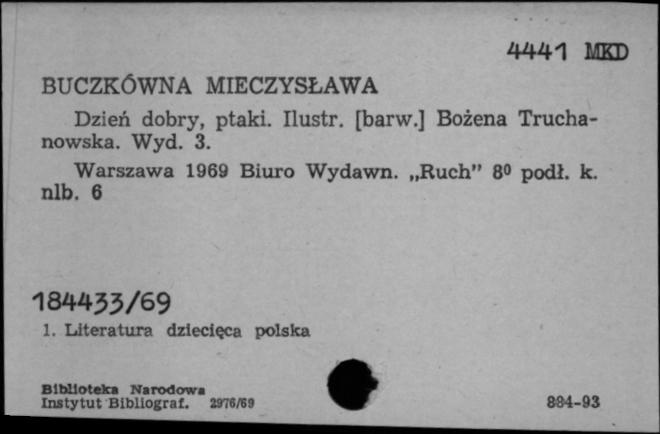 4441 MKD
BUCZKÓWNA MIECZYSŁAWA
Dzień dobry, ptaki. Ilustr. [barw.] Bożena Trucha-
nowska. Wyd. 3.
Warszawa 1969 Biuro Wydawn. „Ruch” 8⁰ podł. k.
nlb. 6
184433/69
1. Literatura dziecięca polska
Biblioteka Narodowa
Instytut Bibliograf. 2976/69
884-93